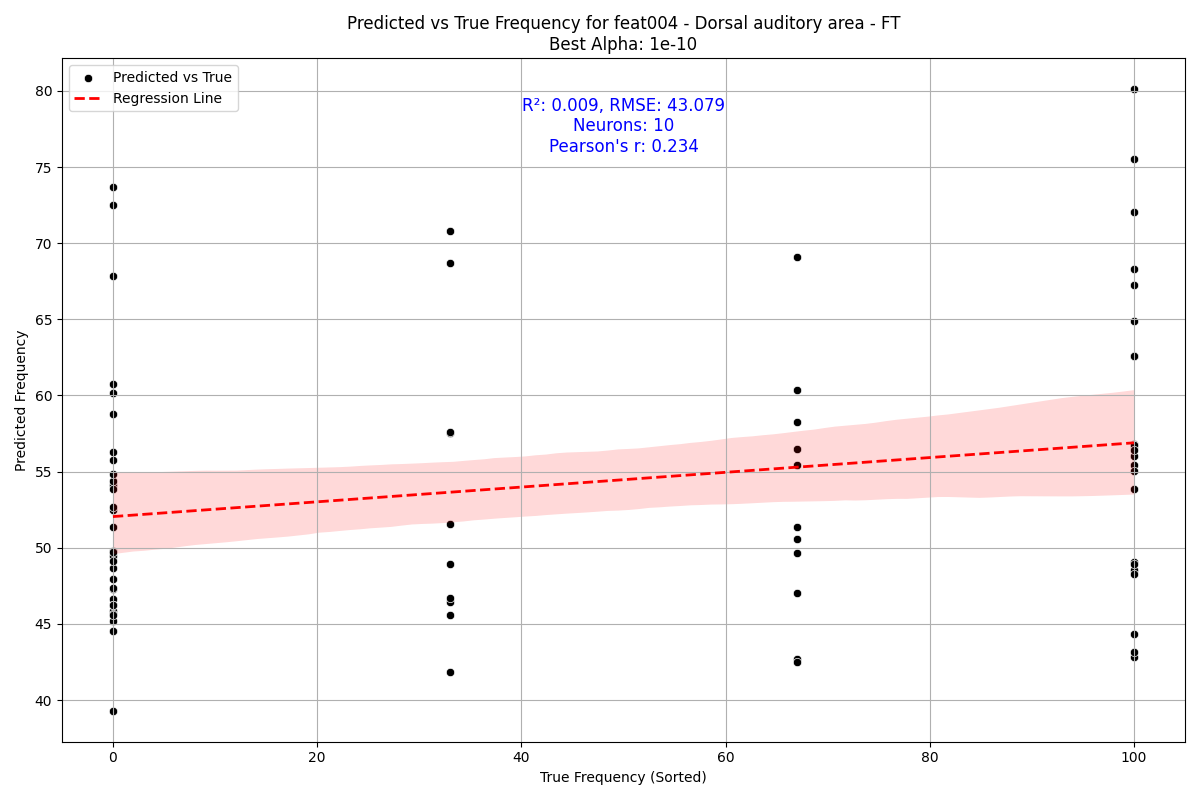 Predicted vs True Frequency for feat004 - Dorsal auditory area - FT
Best Alpha: 1e-10
Predicted vs True
Regression Line
R²: 0.009, RMSE: 43.079
Neurons: 10
Pearson's r: 0.234
80
75
70
65
60
55
50
45
40
Predicted Frequency
0 20 40 60 80 100
True Frequency (Sorted)